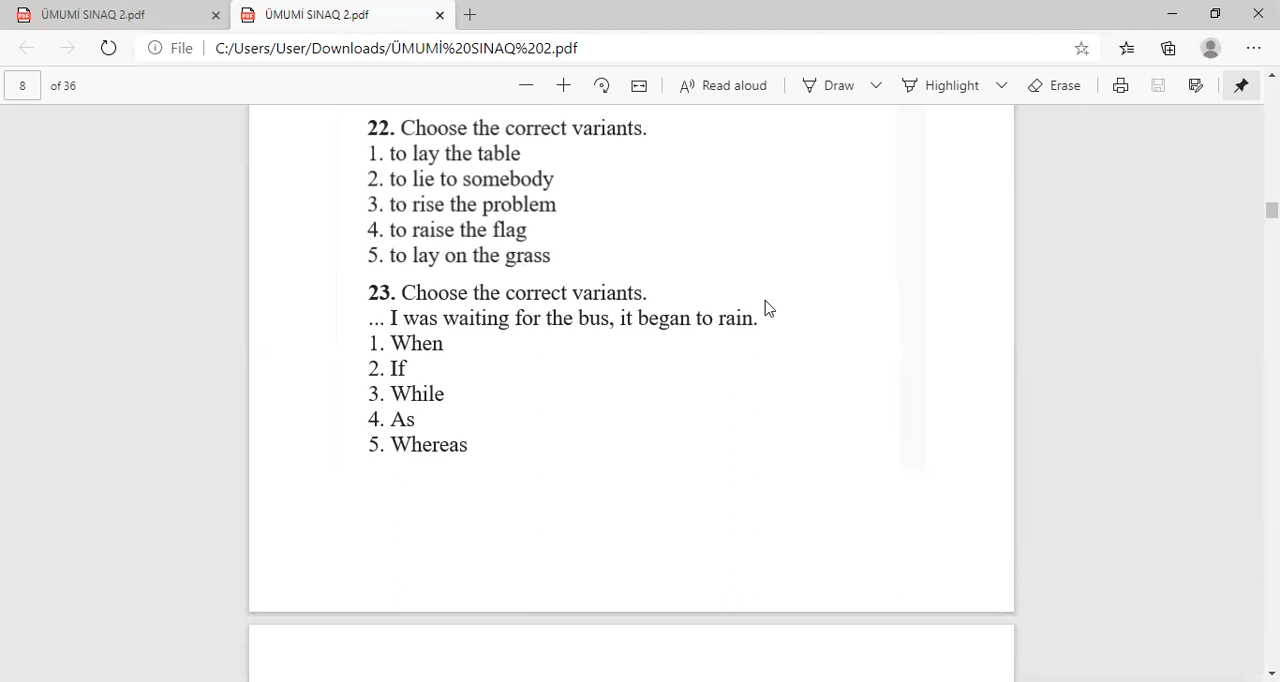 ÜMUMİ SINAQ 2.pdf
ÜMUMİ SINAQ 2.pdf
File
C:/Users/User/Downloads/ÜMUMİ%20SINAQ%202.pdf
8 of 36
Read aloud
Draw
Highlight
Erase
22. Choose the correct variants.
1. to lay the table
2. to lie to somebody
3. to rise the problem
4. to raise the flag
5. to lay on the grass
23. Choose the correct variants.
... I was waiting for the bus, it began to rain.
1. When
2. If
3. While
4. As
5. Whereas